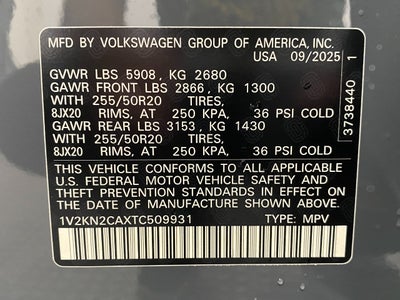 MFD BY VOLKSWAGEN GROUP OF AMERICA, INC.
USA 09/2025
GVWR LBS 5908, KG 2680
GAWR FRONT LBS 2866, KG 1300
WITH 255/50R20 TIRES,
8JX20 RIMS, AT 250 KPA, 36 PSI COLD
GAWR REAR LBS 3153, KG 1430
WITH 255/50R20 TIRES,
8JX20 RIMS, AT 250 KPA, 36 PSI COLD
THIS VEHICLE CONFORMS TO ALL APPLICABLE
U.S. FEDERAL MOTOR VEHICLE SAFETY AND
THEFT PREVENTION STANDARDS IN EFFECT ON
THE DATE OF MANUFACTURE SHOWN ABOVE.
1V2KN2CAXTC509931 TYPE: MPV
3738440 1